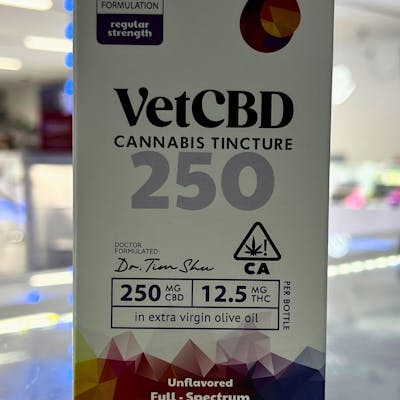 FORMULATION
regular
strength
VetCBD
CANNABIS TINCTURE
250
DOCTOR
FORMULATED:
Dr. Tim Shu
CA
250 MG CBD
12.5 MG THC
PER BOTTLE
in extra virgin olive oil
Unflavored
Full - Spectrum